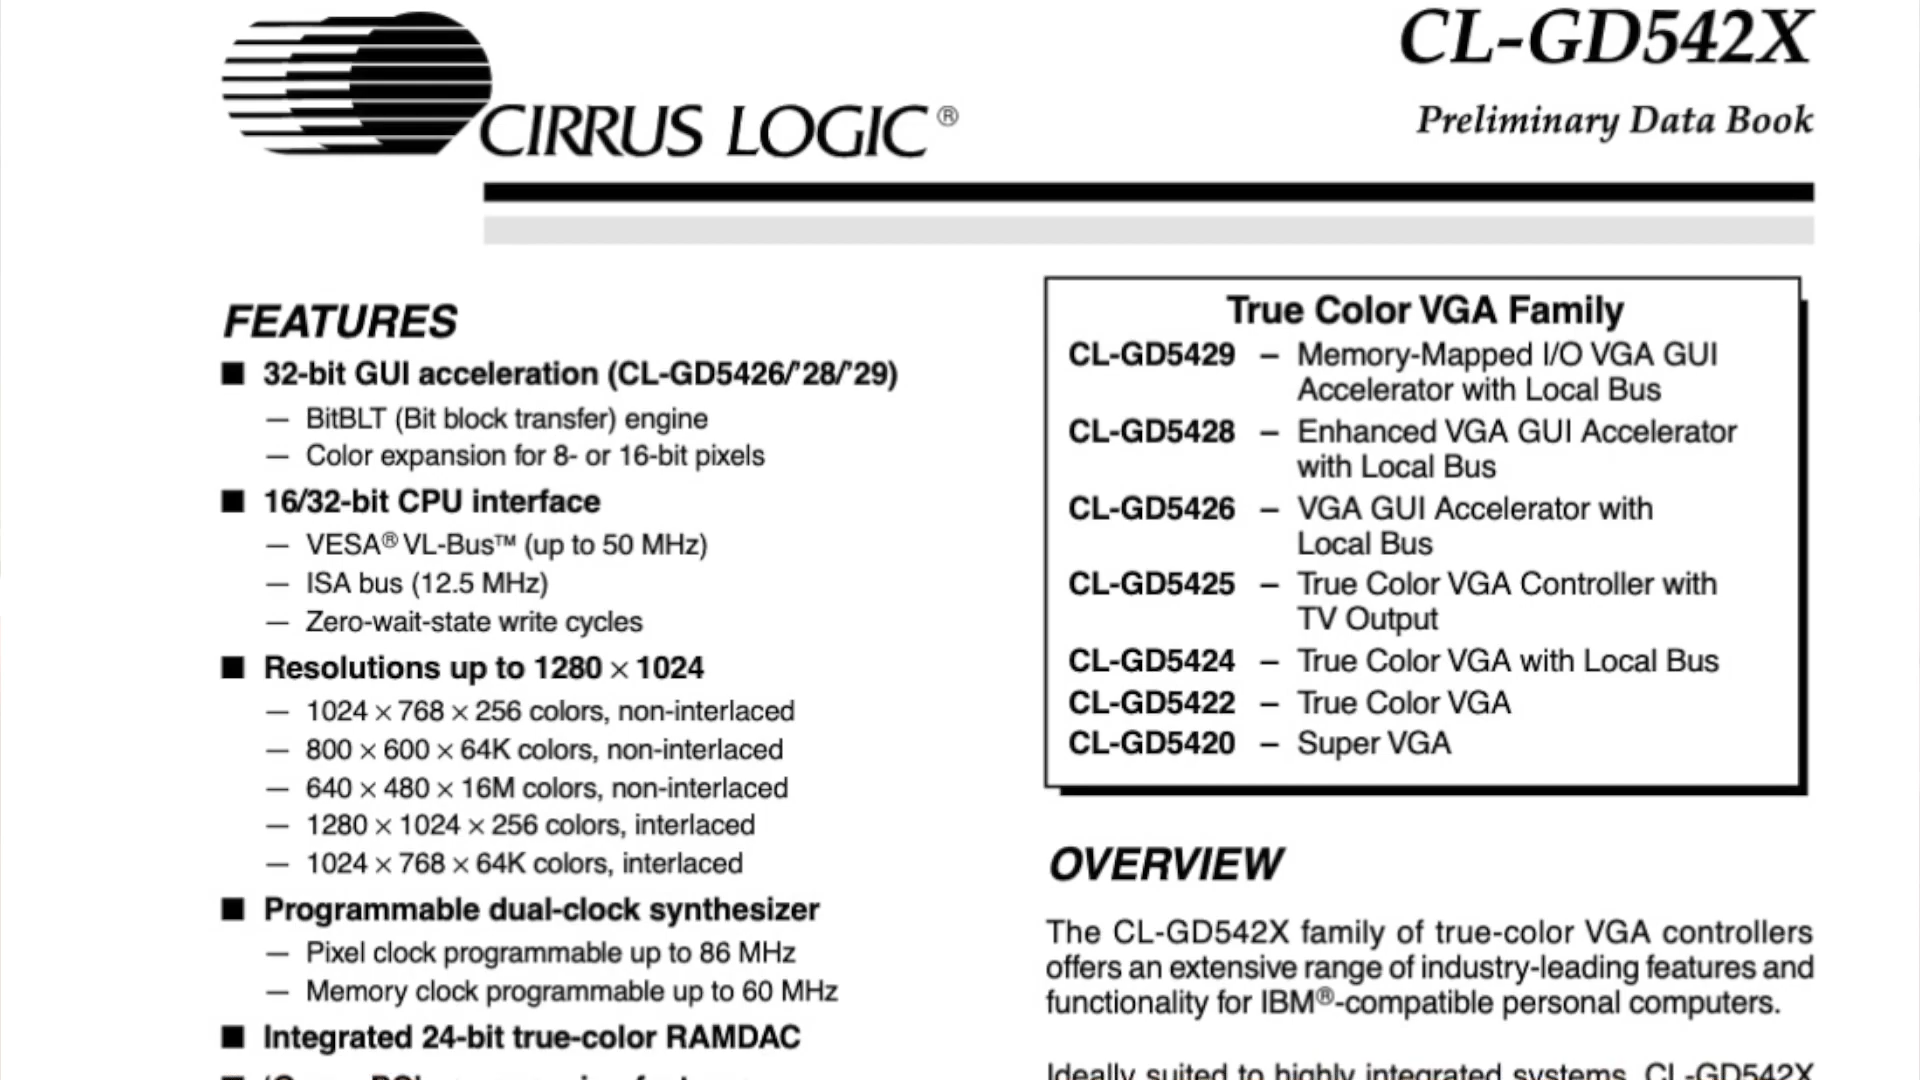 CL-GD542X
CIRRUS LOGIC®
Preliminary Data Book
FEATURES
■ 32-bit GUI acceleration (CL-GD5426/’28/’29)
— BitBLT (Bit block transfer) engine
— Color expansion for 8- or 16-bit pixels
■ 16/32-bit CPU interface
— VESA® VL-Bus™ (up to 50 MHz)
— ISA bus (12.5 MHz)
— Zero-wait-state write cycles
■ Resolutions up to 1280 × 1024
— 1024 × 768 × 256 colors, non-interlaced
— 800 × 600 × 64K colors, non-interlaced
— 640 × 480 × 16M colors, non-interlaced
— 1280 × 1024 × 256 colors, interlaced
— 1024 × 768 × 64K colors, interlaced
■ Programmable dual-clock synthesizer
— Pixel clock programmable up to 86 MHz
— Memory clock programmable up to 60 MHz
■ Integrated 24-bit true-color RAMDAC
True Color VGA Family
CL-GD5429 – Memory-Mapped I/O VGA GUI
Accelerator with Local Bus
CL-GD5428 – Enhanced VGA GUI Accelerator
with Local Bus
CL-GD5426 – VGA GUI Accelerator with
Local Bus
CL-GD5425 – True Color VGA Controller with
TV Output
CL-GD5424 – True Color VGA with Local Bus
CL-GD5422 – True Color VGA
CL-GD5420 – Super VGA
OVERVIEW
The CL-GD542X family of true-color VGA controllers
offers an extensive range of industry-leading features and
functionality for IBM®-compatible personal computers.
Ideally suited to highly integrated systems, CL-GD542X